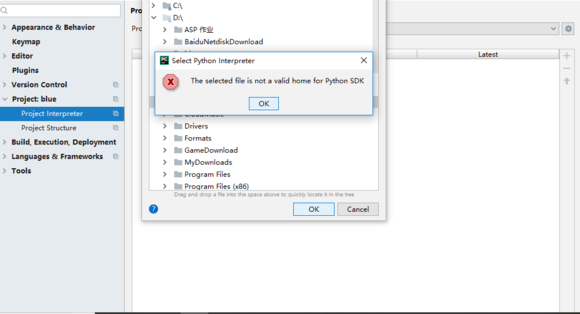 Pro
C:\
D:\
ASP 作业
BaiduNetdiskDownload
Appearance & Behavior
Keymap
Editor
Plugins
Version Control
Project: blue
Project Interpreter
Project Structure
Build, Execution, Deployment
Languages & Frameworks
Tools
Latest
Select Python Interpreter
The selected file is not a valid home for Python SDK
OK
Drivers
Formats
GameDownload
MyDownloads
Program Files
Program Files (x86)
Drag and drop a file into the space above to quickly locate it in the tree
OK
Cancel